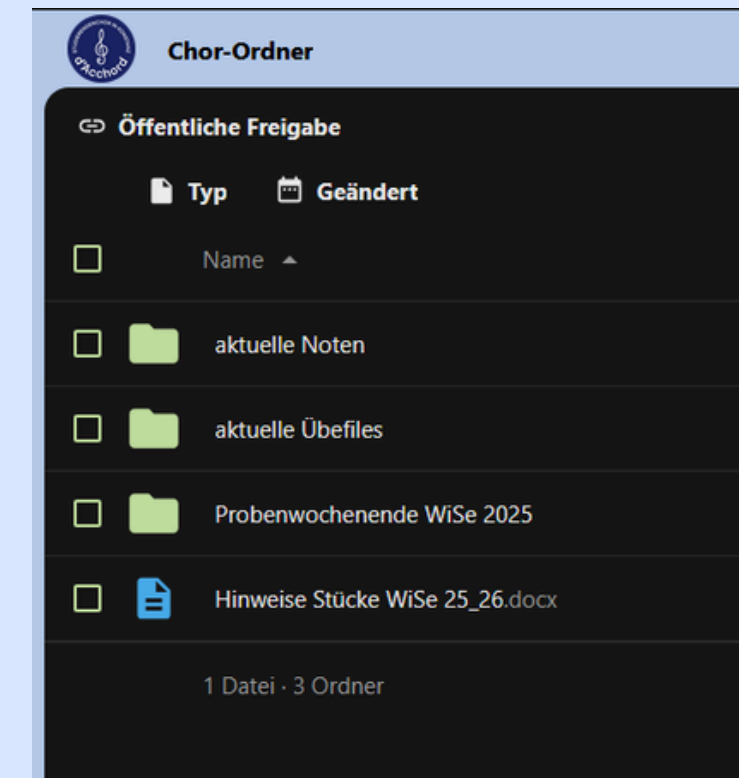 d'Acchord
Chor-Ordner
Öffentliche Freigabe
Typ Geändert
Name
aktuelle Noten
aktuelle Übefiles
Probenwochenende WiSe 2025
Hinweise Stücke WiSe 25_26.docx
1 Datei · 3 Ordner